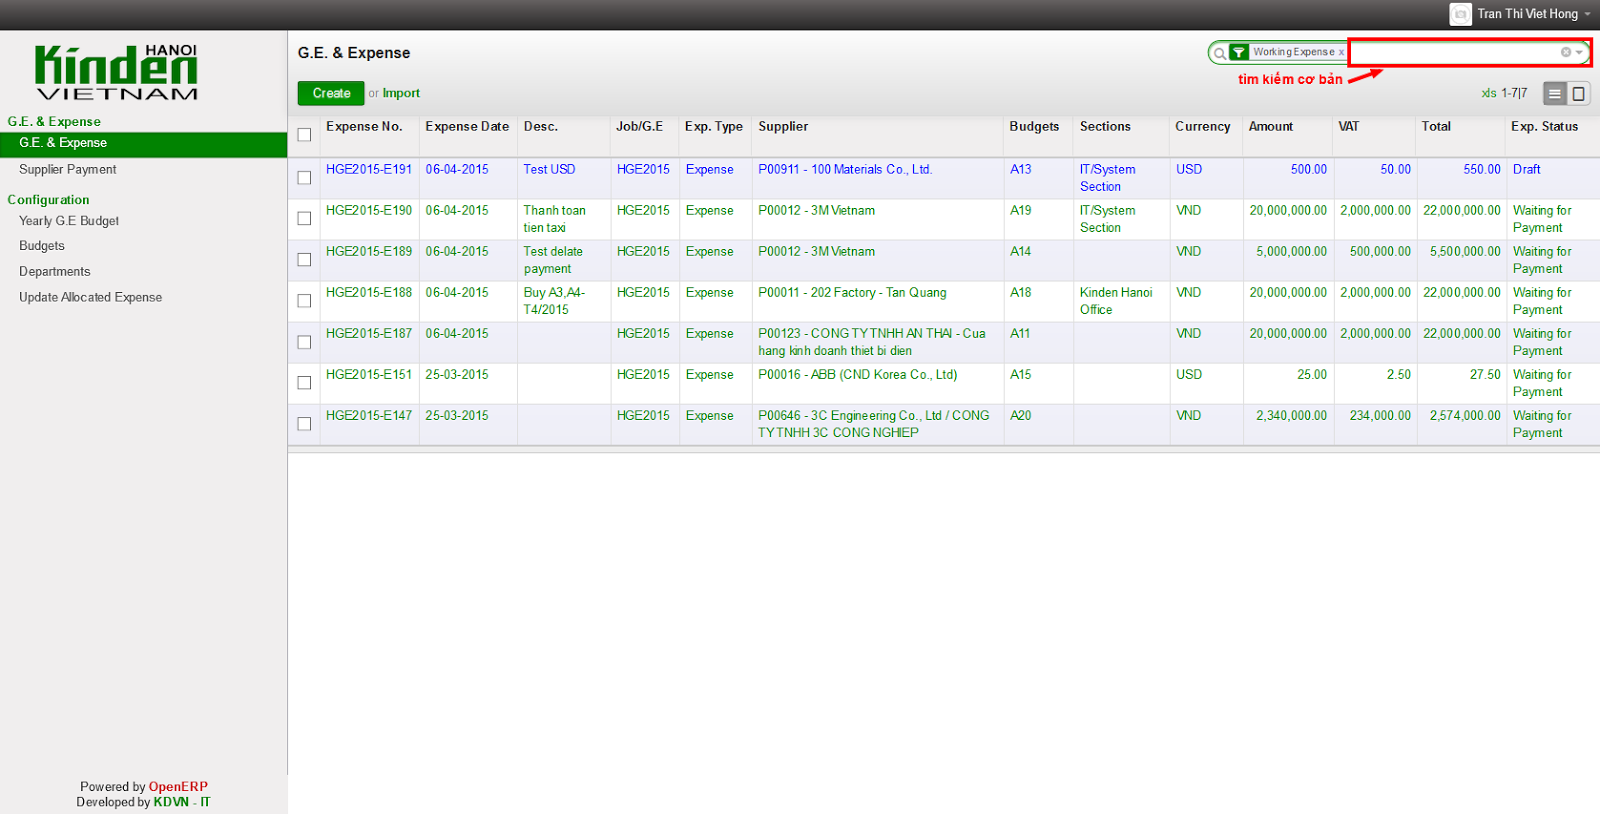 Tran Thi Viet Hong
HANOI
Kinden
VIETNAM
G.E. & Expense
G.E. & Expense
Supplier Payment
Configuration
Yearly G.E Budget
Budgets
Departments
Update Allocated Expense
Powered by OpenERP
Developed by KDVN - IT
G.E. & Expense
Working Expense x
tìm kiếm cơ bản
Create or Import
xls 1-7|7
Expense No. Expense Date Desc. Job/G.E Exp. Type Supplier Budgets Sections Currency Amount VAT Total Exp. Status
HGE2015-E191 06-04-2015 Test USD HGE2015 Expense P00911 - 100 Materials Co., Ltd. A13 IT/System USD 500.00 50.00 550.00 Draft
Section
HGE2015-E190 06-04-2015 Thanh toan HGE2015 Expense P00012 - 3M Vietnam A19 IT/System VND 20,000,000.00 2,000,000.00 22,000,000.00 Waiting for
tien taxi Section Payment
HGE2015-E189 06-04-2015 Test delate HGE2015 Expense P00012 - 3M Vietnam A14 VND 5,000,000.00 500,000.00 5,500,000.00 Waiting for
payment Payment
HGE2015-E188 06-04-2015 Buy A3,A4- HGE2015 Expense P00011 - 202 Factory - Tan Quang A18 Kinden Hanoi VND 20,000,000.00 2,000,000.00 22,000,000.00 Waiting for
T4/2015 Office Payment
HGE2015-E187 06-04-2015 HGE2015 Expense P00123 - CONG TY TNHH AN THAI - Cua A11 VND 20,000,000.00 2,000,000.00 22,000,000.00 Waiting for
hang kinh doanh thiet bi dien Payment
HGE2015-E151 25-03-2015 HGE2015 Expense P00016 - ABB (CND Korea Co., Ltd) A15 USD 25.00 2.50 27.50 Waiting for
Payment
HGE2015-E147 25-03-2015 HGE2015 Expense P00646 - 3C Engineering Co., Ltd / CONG A20 VND 2,340,000.00 234,000.00 2,574,000.00 Waiting for
TY TNHH 3C CONG NGHIEP Payment